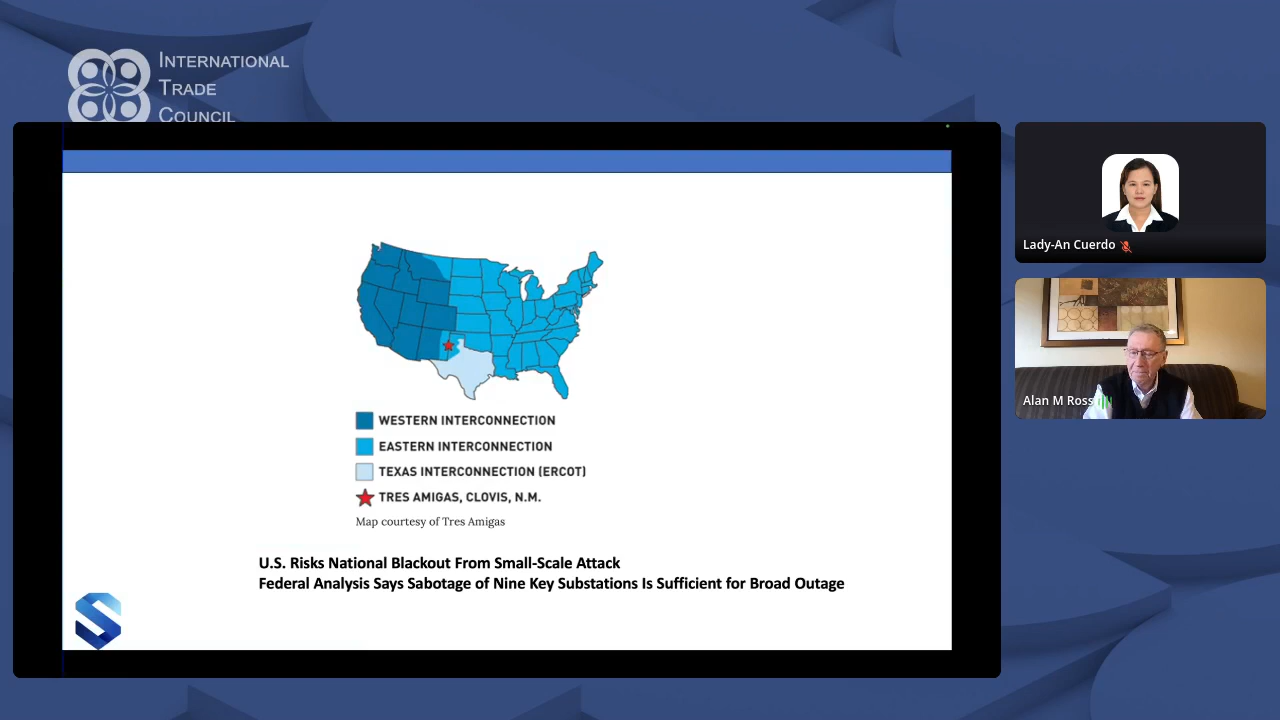 INTERNATIONAL
TRADE
COUNCIL
WESTERN INTERCONNECTION
EASTERN INTERCONNECTION
TEXAS INTERCONNECTION (ERCOT)
TRES AMIGAS, CLOVIS, N.M.
Map courtesy of Tres Amigas
U.S. Risks National Blackout From Small-Scale Attack
Federal Analysis Says Sabotage of Nine Key Substations Is Sufficient for Broad Outage
Lady-An Cuerdo
Alan M Ross